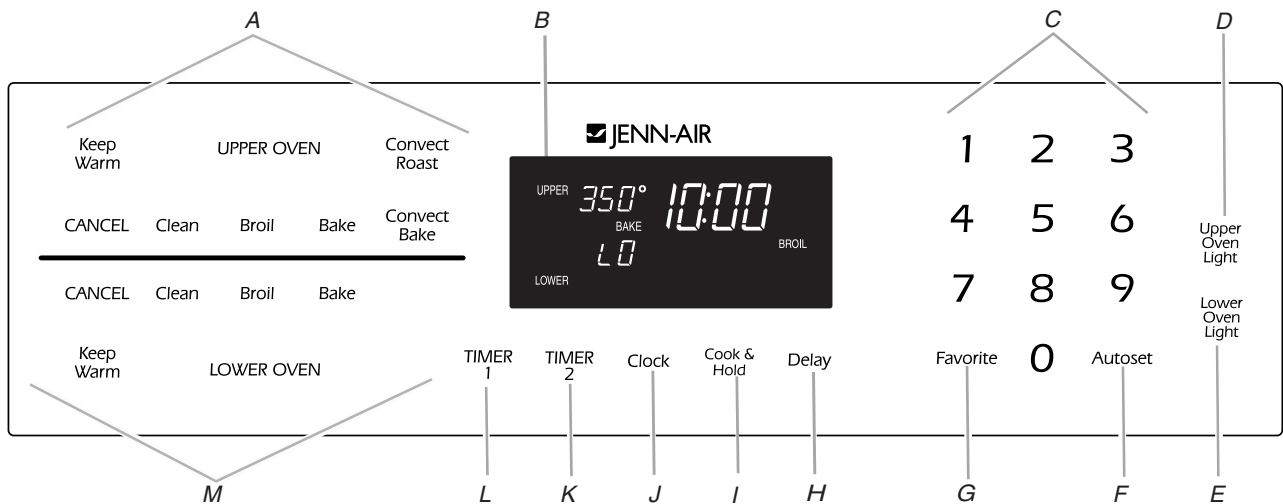 A
B
C
D
Keep
Warm
UPPER OVEN
Convect
Roast
CANCEL
Clean
Broil
Bake
Convect
Bake
CANCEL
Clean
Broil
Bake
Keep
Warm
LOWER OVEN
JENN-AIR
UPPER
350°
10:00
BAKE
BROIL
LO
LOWER
TIMER
1
TIMER
2
Clock
Cook &
Hold
Delay
1 2 3
4 5 6
7 8 9
Favorite
0
Autoset
Upper
Oven
Light
Lower
Oven
Light
M
L
K
J
I
H
G
F
E